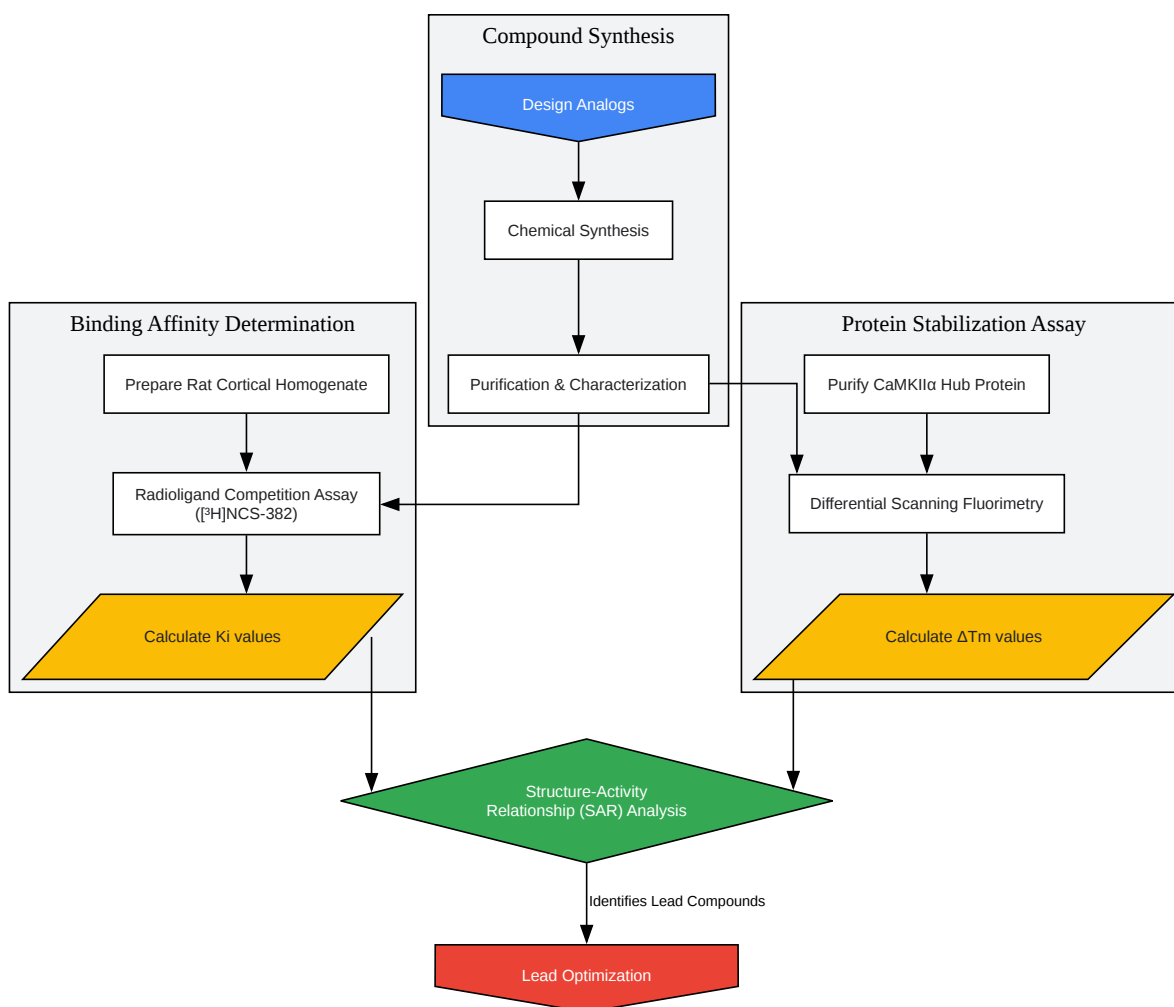 Compound Synthesis
Design Analogs
Chemical Synthesis
Purification & Characterization
Binding Affinity Determination
Prepare Rat Cortical Homogenate
Radioligand Competition Assay
([³H]NCS-382)
Calculate Ki values
Protein Stabilization Assay
Purify CaMKIIα Hub Protein
Differential Scanning Fluorimetry
Calculate ΔTm values
Structure-Activity
Relationship (SAR) Analysis
Identifies Lead Compounds
Lead Optimization